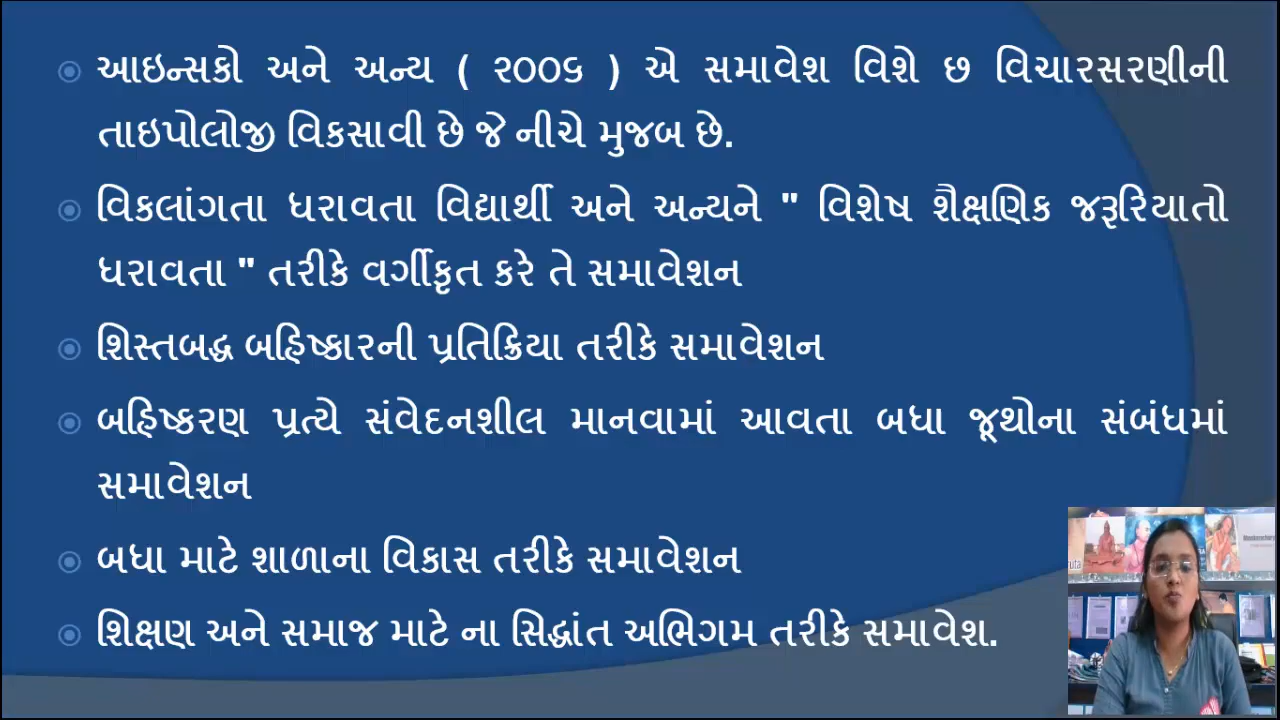 આઇન્સકો અને અન્ય ( ૨૦૦૬ ) એ સમાવેશ વિશે છ વિચારસરણીની
તાઇપોલોજી વિકસાવી છે જે નીચે મુજબ છે.
વિકલાંગતા ધરાવતા વિદ્યાર્થી અને અન્યને " વિશેષ શૈક્ષણિક જરૂરિયાતો
ધરાવતા " તરીકે વર્ગીકૃત કરે તે સમાવેશન
શિસ્તબદ્ધ બહિષ્કારની પ્રતિક્રિયા તરીકે સમાવેશન
બહિષ્કરણ પ્રત્યે સંવેદનશીલ માનવામાં આવતા બધા જૂથોના સંબંધમાં
સમાવેશન
બધા માટે શાળાના વિકાસ તરીકે સમાવેશન
શિક્ષણ અને સમાજ માટે ના સિદ્ધાંત અભિગમ તરીકે સમાવેશ.